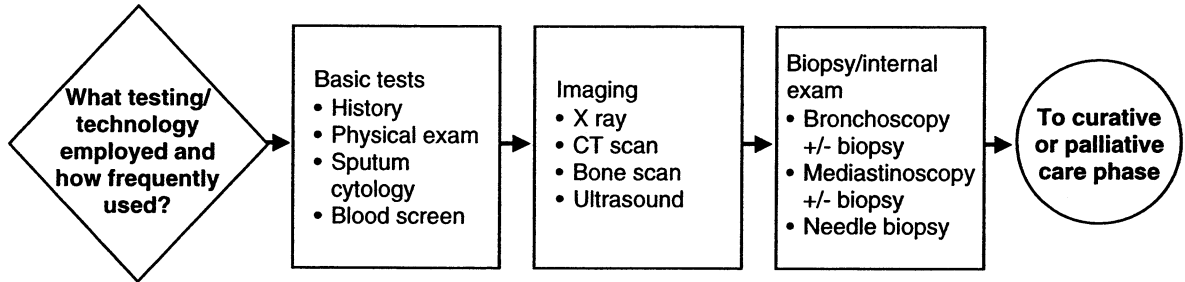 What testing/
technology
employed and
how frequently
used?
Basic tests
• History
• Physical exam
• Sputum
cytology
• Blood screen
Imaging
• X ray
• CT scan
• Bone scan
• Ultrasound
Biopsy/internal
exam
• Bronchoscopy
+/- biopsy
• Mediastinoscopy
+/- biopsy
• Needle biopsy
To curative
or palliative
care phase